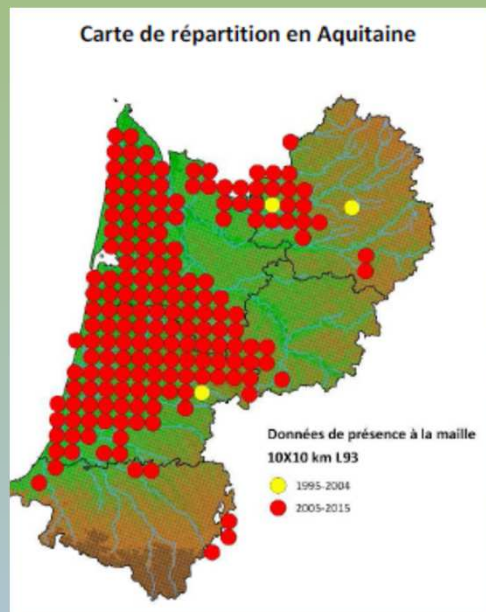 Carte de répartition en Aquitaine
Données de présence à la maille
10X10 km L93
1995-2004
2005-2015